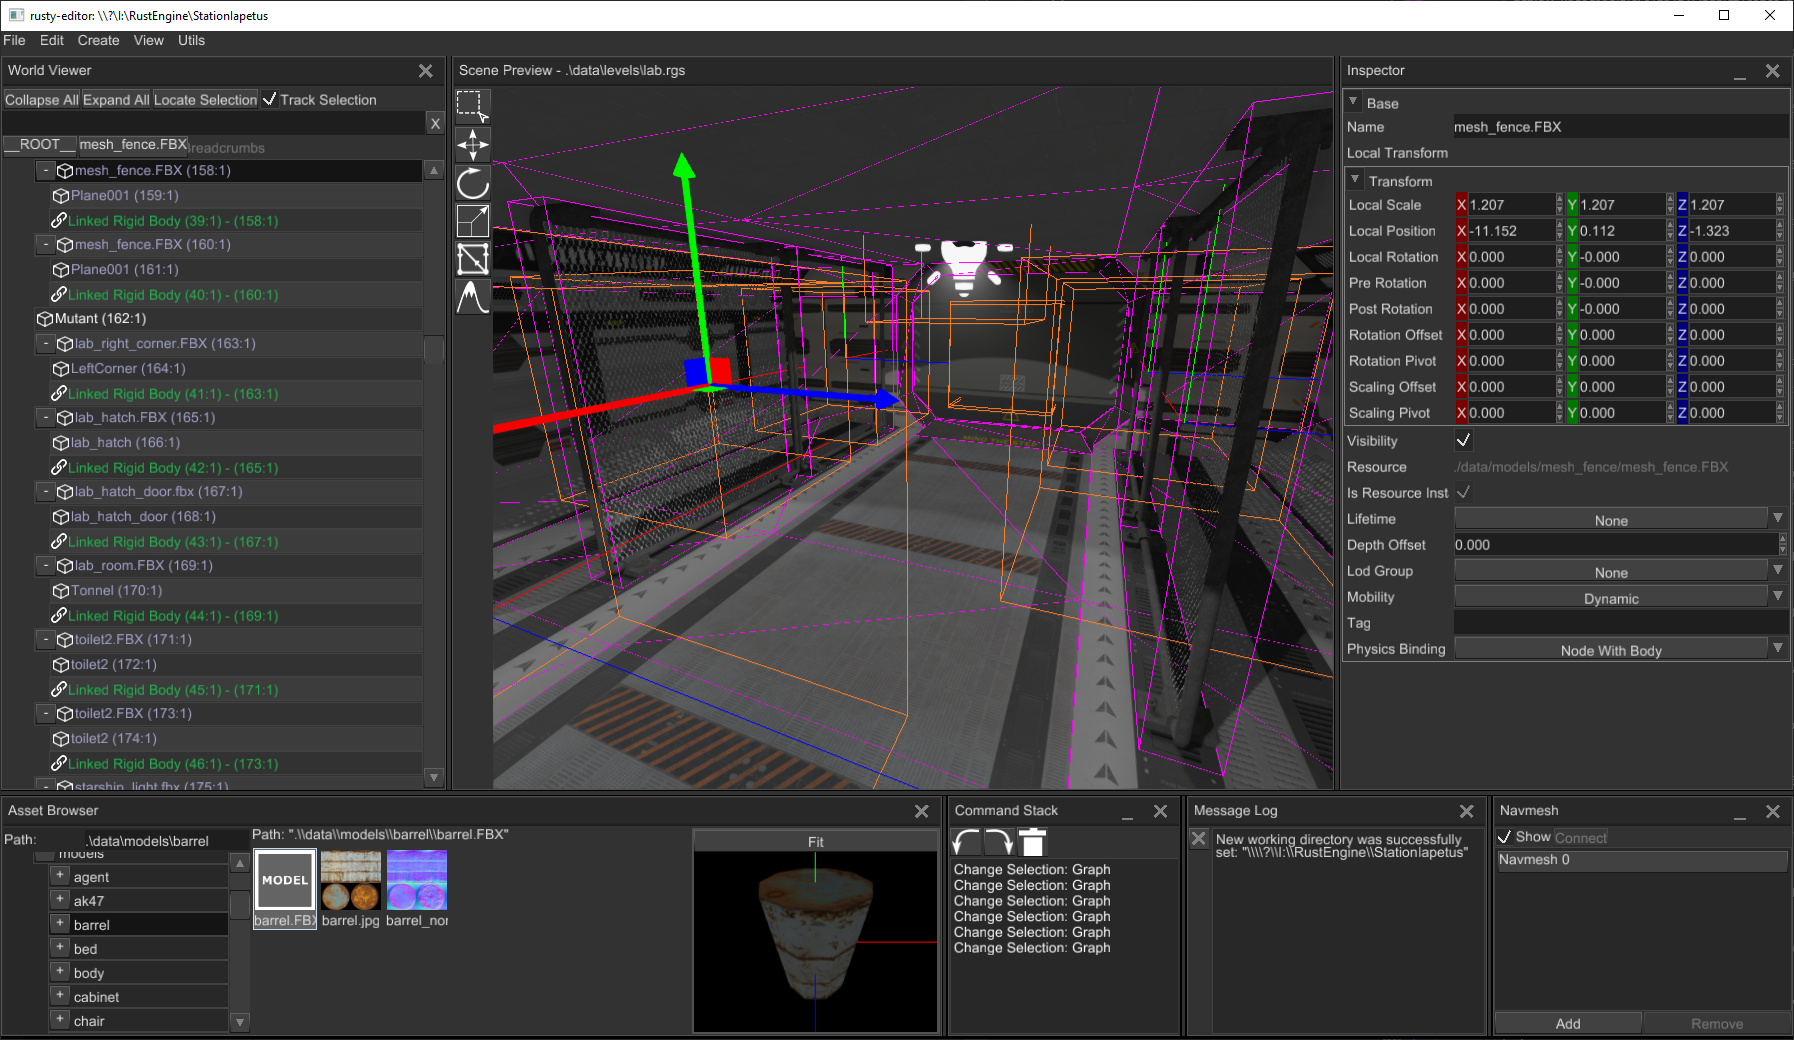 rusty-editor: \\?\I:\RustEngine\StationIapetus
File Edit Create View Utils
World Viewer
Collapse All Expand All Locate Selection Track Selection
X
__ROOT__ mesh_fence.FBX readcrumbs
- mesh_fence.FBX (158:1)
Plane001 (159:1)
Linked Rigid Body (39:1) - (158:1)
- mesh_fence.FBX (160:1)
Plane001 (161:1)
Linked Rigid Body (40:1) - (160:1)
Mutant (162:1)
- lab_right_corner.FBX (163:1)
LeftCorner (164:1)
Linked Rigid Body (41:1) - (163:1)
- lab_hatch.FBX (165:1)
lab_hatch (166:1)
Linked Rigid Body (42:1) - (165:1)
- lab_hatch_door.fbx (167:1)
lab_hatch_door (168:1)
Linked Rigid Body (43:1) - (167:1)
- lab_room.FBX (169:1)
Tonnel (170:1)
Linked Rigid Body (44:1) - (169:1)
- toilet2.FBX (171:1)
toilet2 (172:1)
Linked Rigid Body (45:1) - (171:1)
- toilet2.FBX (173:1)
toilet2 (174:1)
Linked Rigid Body (46:1) - (173:1)
- starship_light.fbx (175:1)
Scene Preview - .\data\levels\lab.rgs
Inspector
Base
Name mesh_fence.FBX
Local Transform
Transform
Local Scale X 1.207 Y 1.207 Z 1.207
Local Position X -11.152 Y 0.112 Z -1.323
Local Rotation X 0.000 Y -0.000 Z 0.000
Pre Rotation X 0.000 Y -0.000 Z 0.000
Post Rotation X 0.000 Y -0.000 Z 0.000
Rotation Offset X 0.000 Y 0.000 Z 0.000
Rotation Pivot X 0.000 Y 0.000 Z 0.000
Scaling Offset X 0.000 Y 0.000 Z 0.000
Scaling Pivot X 0.000 Y 0.000 Z 0.000
Visibility
Resource ./data/models/mesh_fence/mesh_fence.FBX
Is Resource Inst
Lifetime None
Depth Offset 0.000
Lod Group None
Mobility Dynamic
Tag
Physics Binding Node With Body
Asset Browser
Path: .\data\models\barrel
models
+ agent
+ ak47
+ barrel
+ bed
+ body
+ cabinet
+ chair
Path: ".\\data\\models\\barrel\\barrel.FBX"
MODEL
barrel.FBX barrel.jpg barrel_nor
Fit
Command Stack
Change Selection: Graph
Change Selection: Graph
Change Selection: Graph
Change Selection: Graph
Change Selection: Graph
Change Selection: Graph
Message Log
New working directory was successfully
set: "\\\\?\\I:\\RustEngine\\StationIapetus"
Navmesh
Show Connect
Navmesh 0
Add Remove